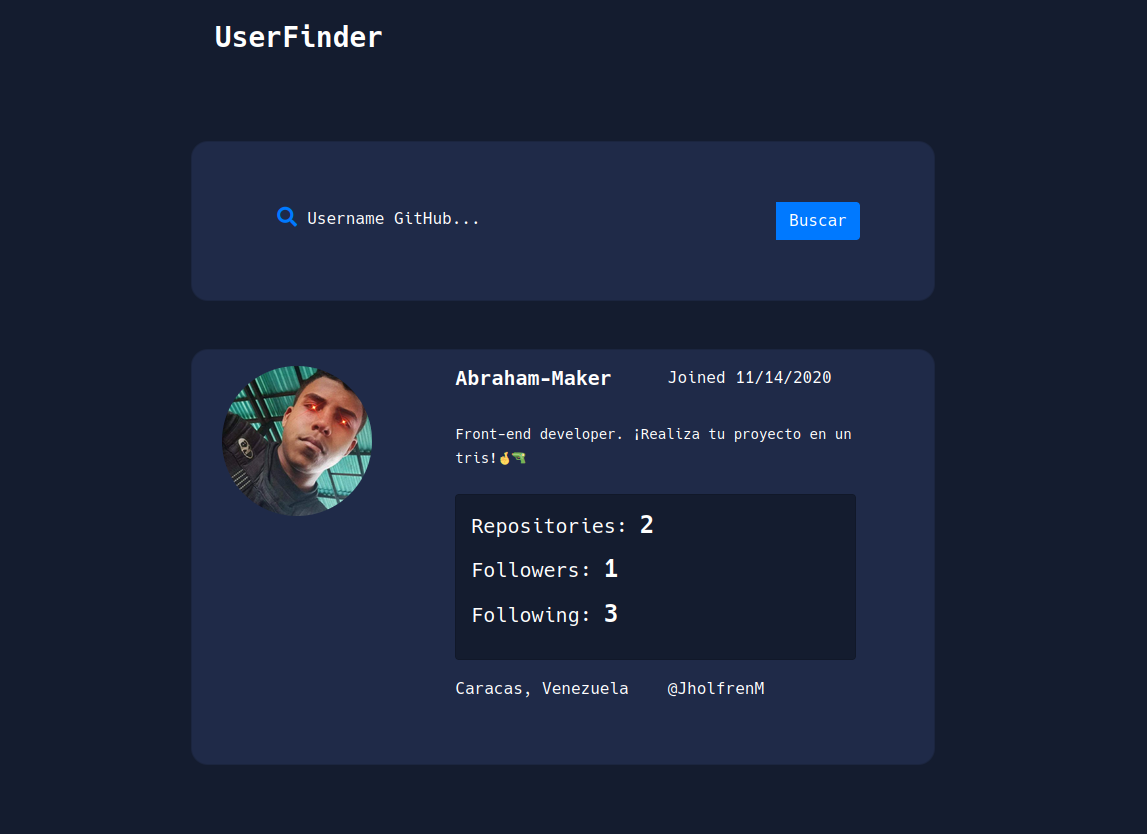 UserFinder
Username GitHub...
Buscar
Abraham-Maker
Joined 11/14/2020
Front-end developer. ¡Realiza tu proyecto en un
tris!🤞🔫
Repositories: 2
Followers: 1
Following: 3
Caracas, Venezuela
@JholfrenM